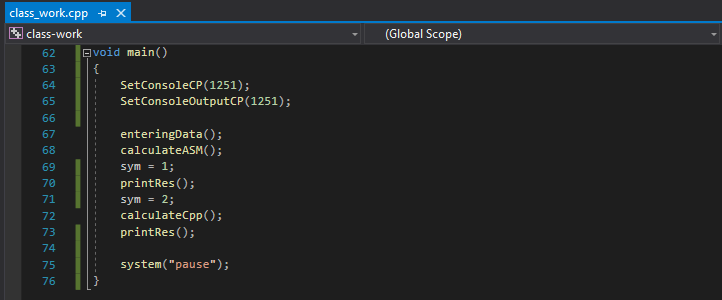 class_work.cpp
class-work (Global Scope)
62 void main()
63 {
64 SetConsoleCP(1251);
65 SetConsoleOutputCP(1251);
66
67 enteringData();
68 calculateASM();
69 sym = 1;
70 printRes();
71 sym = 2;
72 calculateCpp();
73 printRes();
74
75 system("pause");
76 }